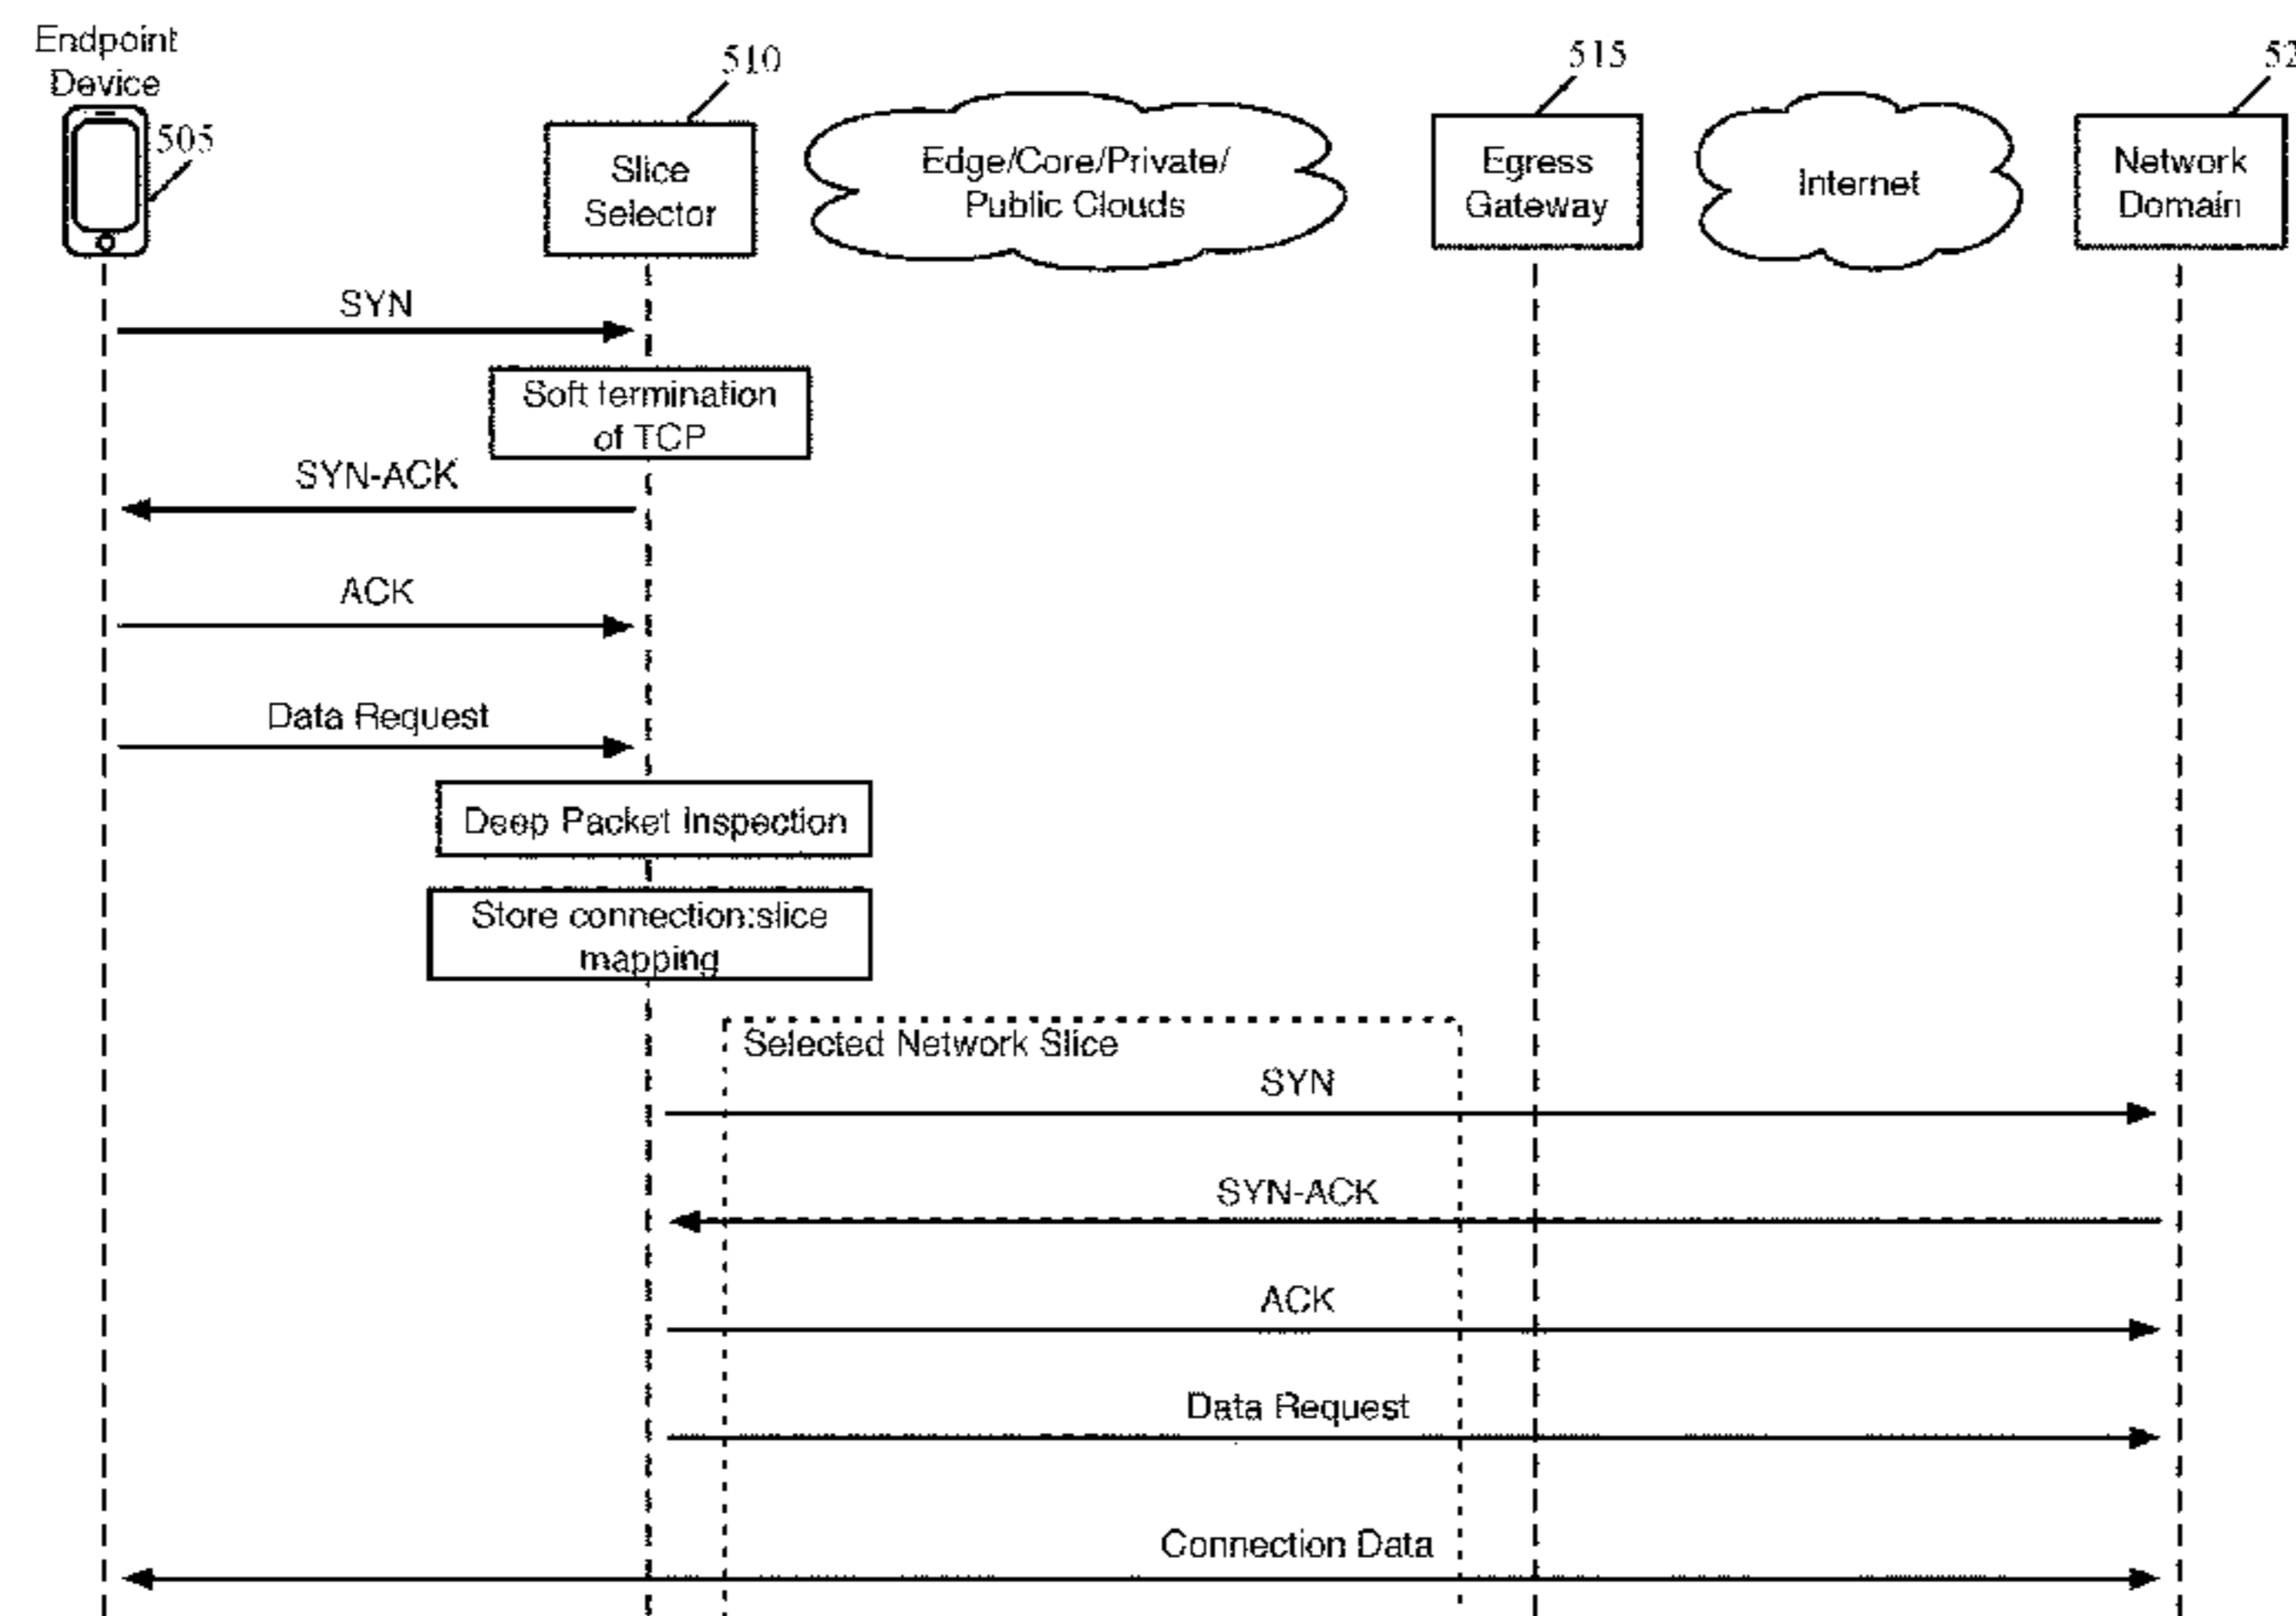 Endpoint
Device
505
510
Slice
Selector
Edge/Core/Private/
Public Clouds
515
Egress
Gateway
Internet
Network
Domain
SYN
Soft termination
of TCP
SYN-ACK
ACK
Data Request
Deep Packet Inspection
Store connection:slice
mapping
Selected Network Slice
SYN
SYN-ACK
ACK
Data Request
Connection Data